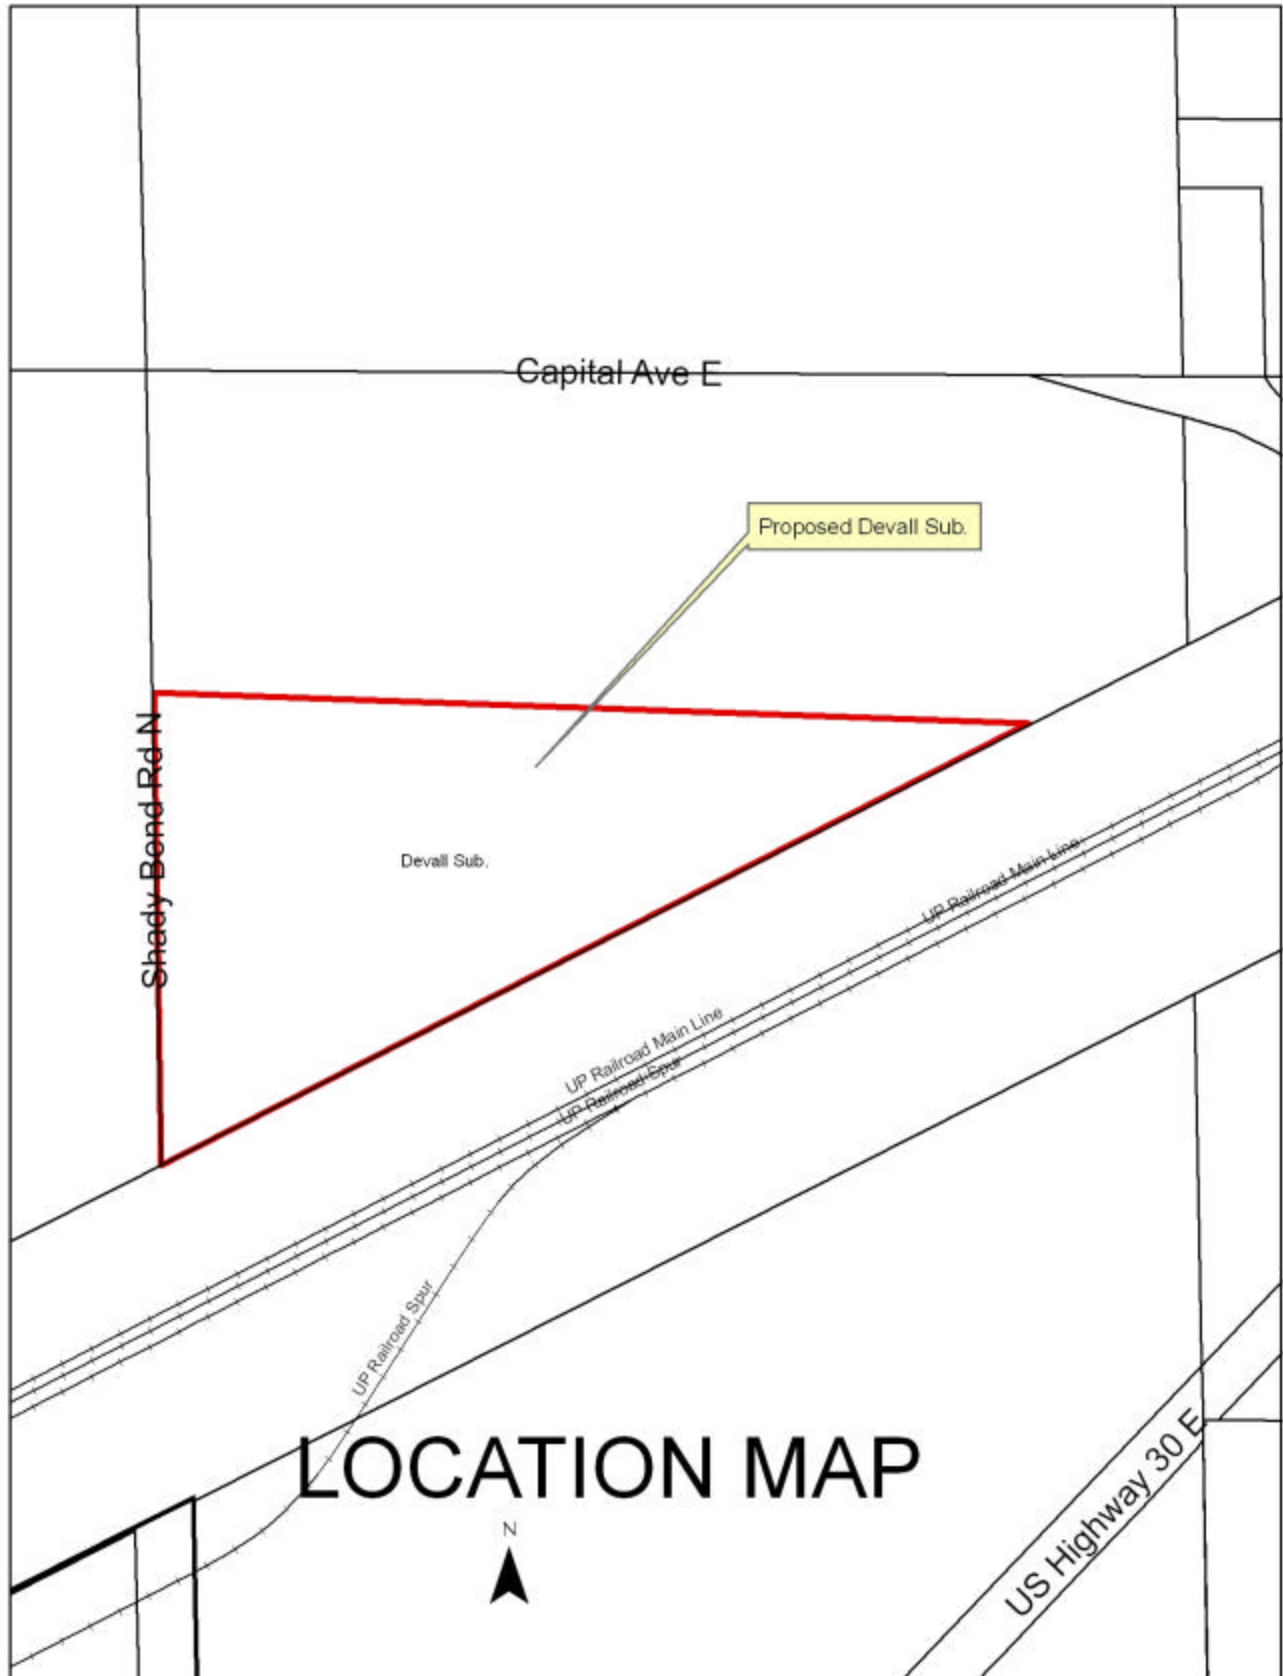 Capital Ave E
Proposed Devall Sub.
Shady Bend Rd N
Devall Sub.
UP Railroad Main Line
UP Railroad Main Line
UP Railroad Spur
UP Railroad Spur
LOCATION MAP
N
US Highway 30 E